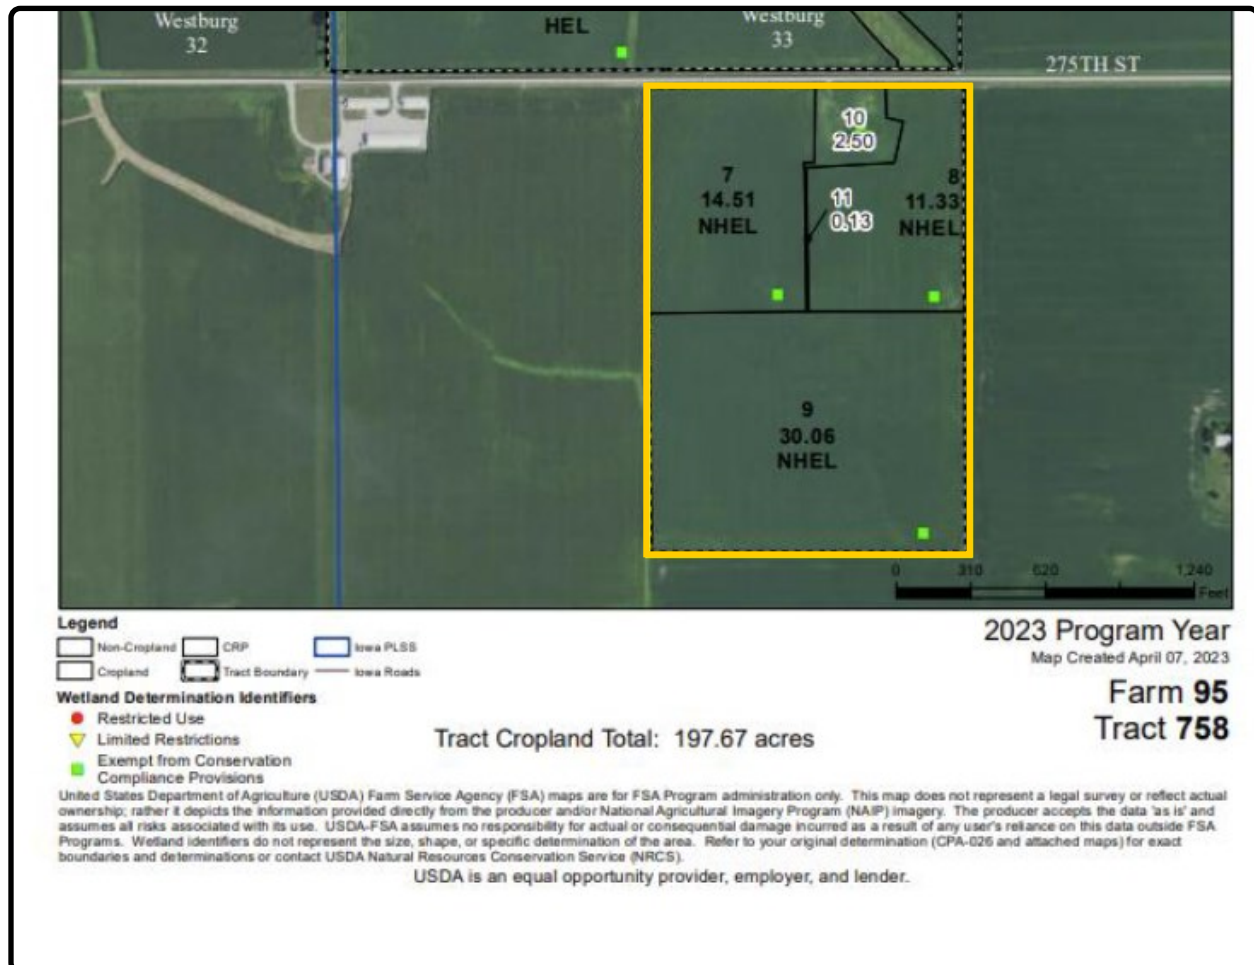 Westburg
32
HEL
Westburg
33
275TH ST
10
2.50
7
14.51
NHEL
11
0.13
8
11.33
NHEL
9
30.06
NHEL
0 310 620 1,240
Feet
Legend
Non-Cropland CRP Iowa PLSS
Cropland Tract Boundary Iowa Roads
Wetland Determination Identifiers
Restricted Use
Limited Restrictions
Exempt from Conservation
Compliance Provisions
Tract Cropland Total: 197.67 acres
2023 Program Year
Map Created April 07, 2023
Farm 95
Tract 758
United States Department of Agriculture (USDA) Farm Service Agency (FSA) maps are for FSA Program administration only. This map does not represent a legal survey or reflect actual
ownership; rather it depicts the information provided directly from the producer and/or National Agricultural Imagery Program (NAIP) imagery. The producer accepts the data 'as is' and
assumes all risks associated with its use. USDA-FSA assumes no responsibility for actual or consequential damage incurred as a result of any user's reliance on this data outside FSA
Programs. Wetland identifiers do not represent the size, shape, or specific determination of the area. Refer to your original determination (CPA-026 and attached maps) for exact
boundaries and determinations or contact USDA Natural Resources Conservation Service (NRCS).
USDA is an equal opportunity provider, employer, and lender.